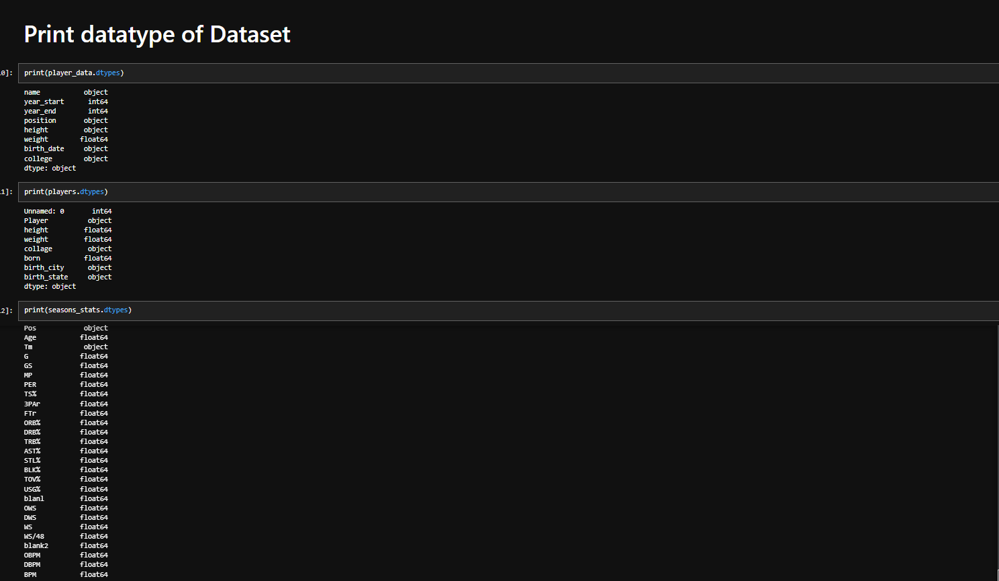 Print datatype of Dataset
0]: print(player_data.dtypes)
name object
year_start int64
year_end int64
position object
height object
weight float64
birth_date object
college object
dtype: object
1]: print(players.dtypes)
Unnamed: 0 int64
Player object
height float64
weight float64
collage object
born float64
birth_city object
birth_state object
dtype: object
2]: print(seasons_stats.dtypes)
Pos object
Age float64
Tm object
G float64
GS float64
MP float64
PER float64
TS% float64
3PAr float64
FTr float64
ORB% float64
DRB% float64
TRB% float64
AST% float64
STL% float64
BLK% float64
TOV% float64
USG% float64
blanl float64
OWS float64
DWS float64
WS float64
WS/48 float64
blank2 float64
OBPM float64
DBPM float64
BPM float64